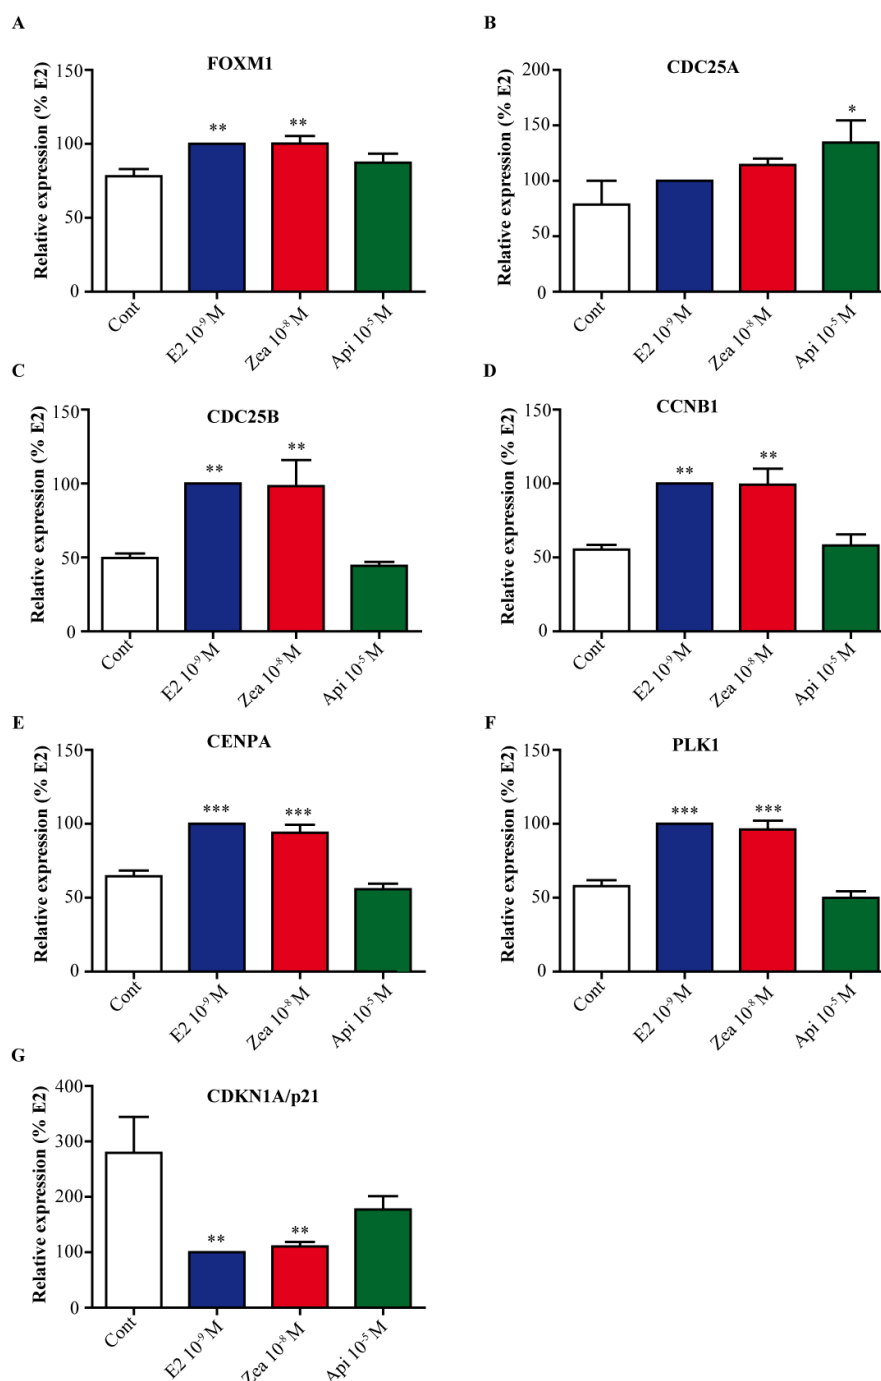 A
FOXM1
Relative expression (% E2)
150
100
50
0
**
**
Cont
E2 10⁻⁹ M
Zea 10⁻⁸ M
Api 10⁻⁵ M
B
CDC25A
Relative expression (% E2)
200
150
100
50
0
*
Cont
E2 10⁻⁹ M
Zea 10⁻⁸ M
Api 10⁻⁵ M
C
CDC25B
Relative expression (% E2)
150
100
50
0
**
**
Cont
E2 10⁻⁹ M
Zea 10⁻⁸ M
Api 10⁻⁵ M
D
CCNB1
Relative expression (% E2)
150
100
50
0
**
**
Cont
E2 10⁻⁹ M
Zea 10⁻⁸ M
Api 10⁻⁵ M
E
CENPA
Relative expression (% E2)
150
100
50
0
***
***
Cont
E2 10⁻⁹ M
Zea 10⁻⁸ M
Api 10⁻⁵ M
F
PLK1
Relative expression (% E2)
150
100
50
0
***
***
Cont
E2 10⁻⁹ M
Zea 10⁻⁸ M
Api 10⁻⁵ M
G
CDKN1A/p21
Relative expression (% E2)
400
300
200
100
0
**
**
Cont
E2 10⁻⁹ M
Zea 10⁻⁸ M
Api 10⁻⁵ M